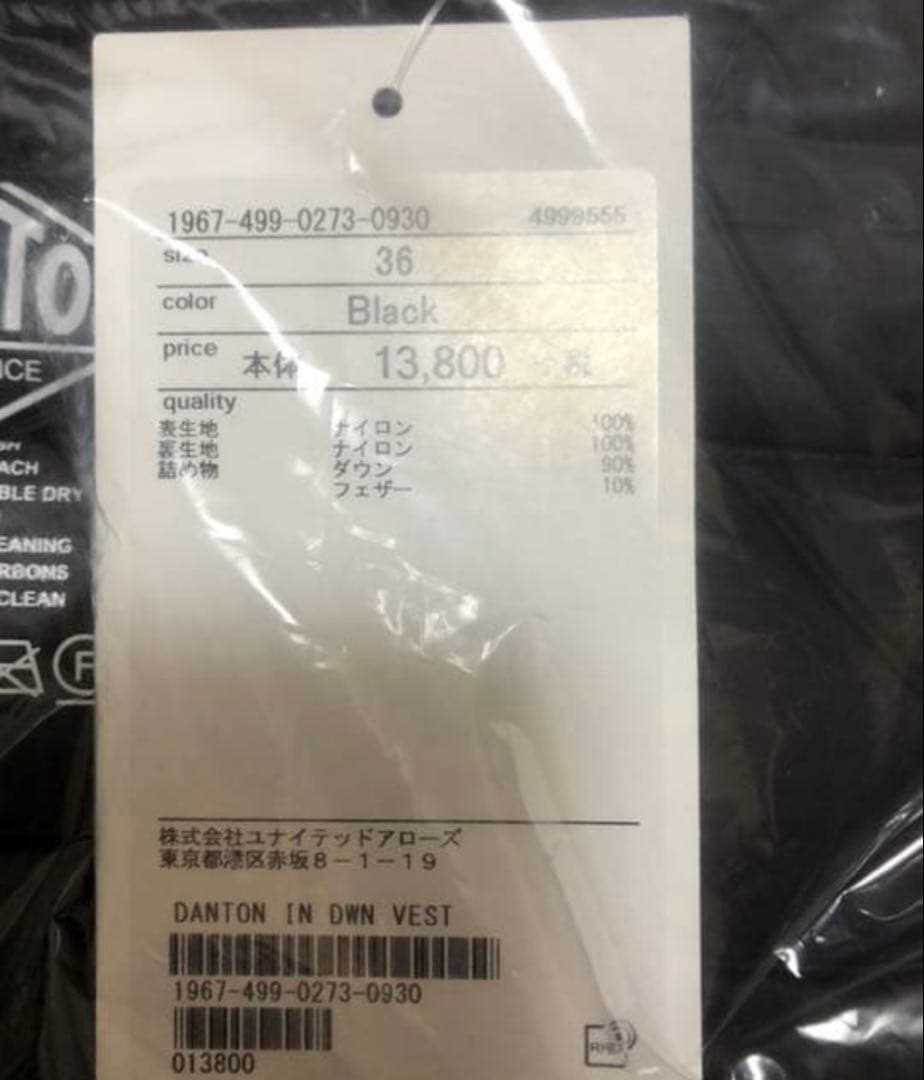 1967-499-0273-0930 4999555
size 36
color Black
price 本体 13,800 + 税
quality
表生地 ナイロン 100%
裏生地 ナイロン 100%
詰め物 ダウン 90%
フェザー 10%
TO
ICE
ACH
BLE DRY
EANING
RBONS
CLEAN
F
株式会社ユナイテッドアローズ
東京都港区赤坂8-1-19
DANTON IN DWN VEST
1967-499-0273-0930
013800